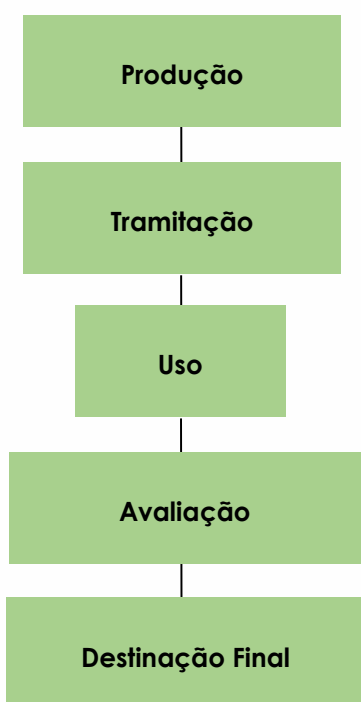 Produção
Tramitação
Uso
Avaliação
Destinação Final